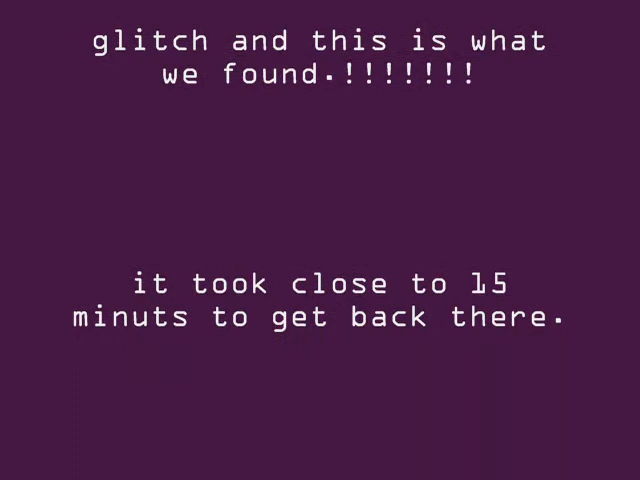 glitch and this is what
we found.!!!!!!!
it took close to 15
minuts to get back there.